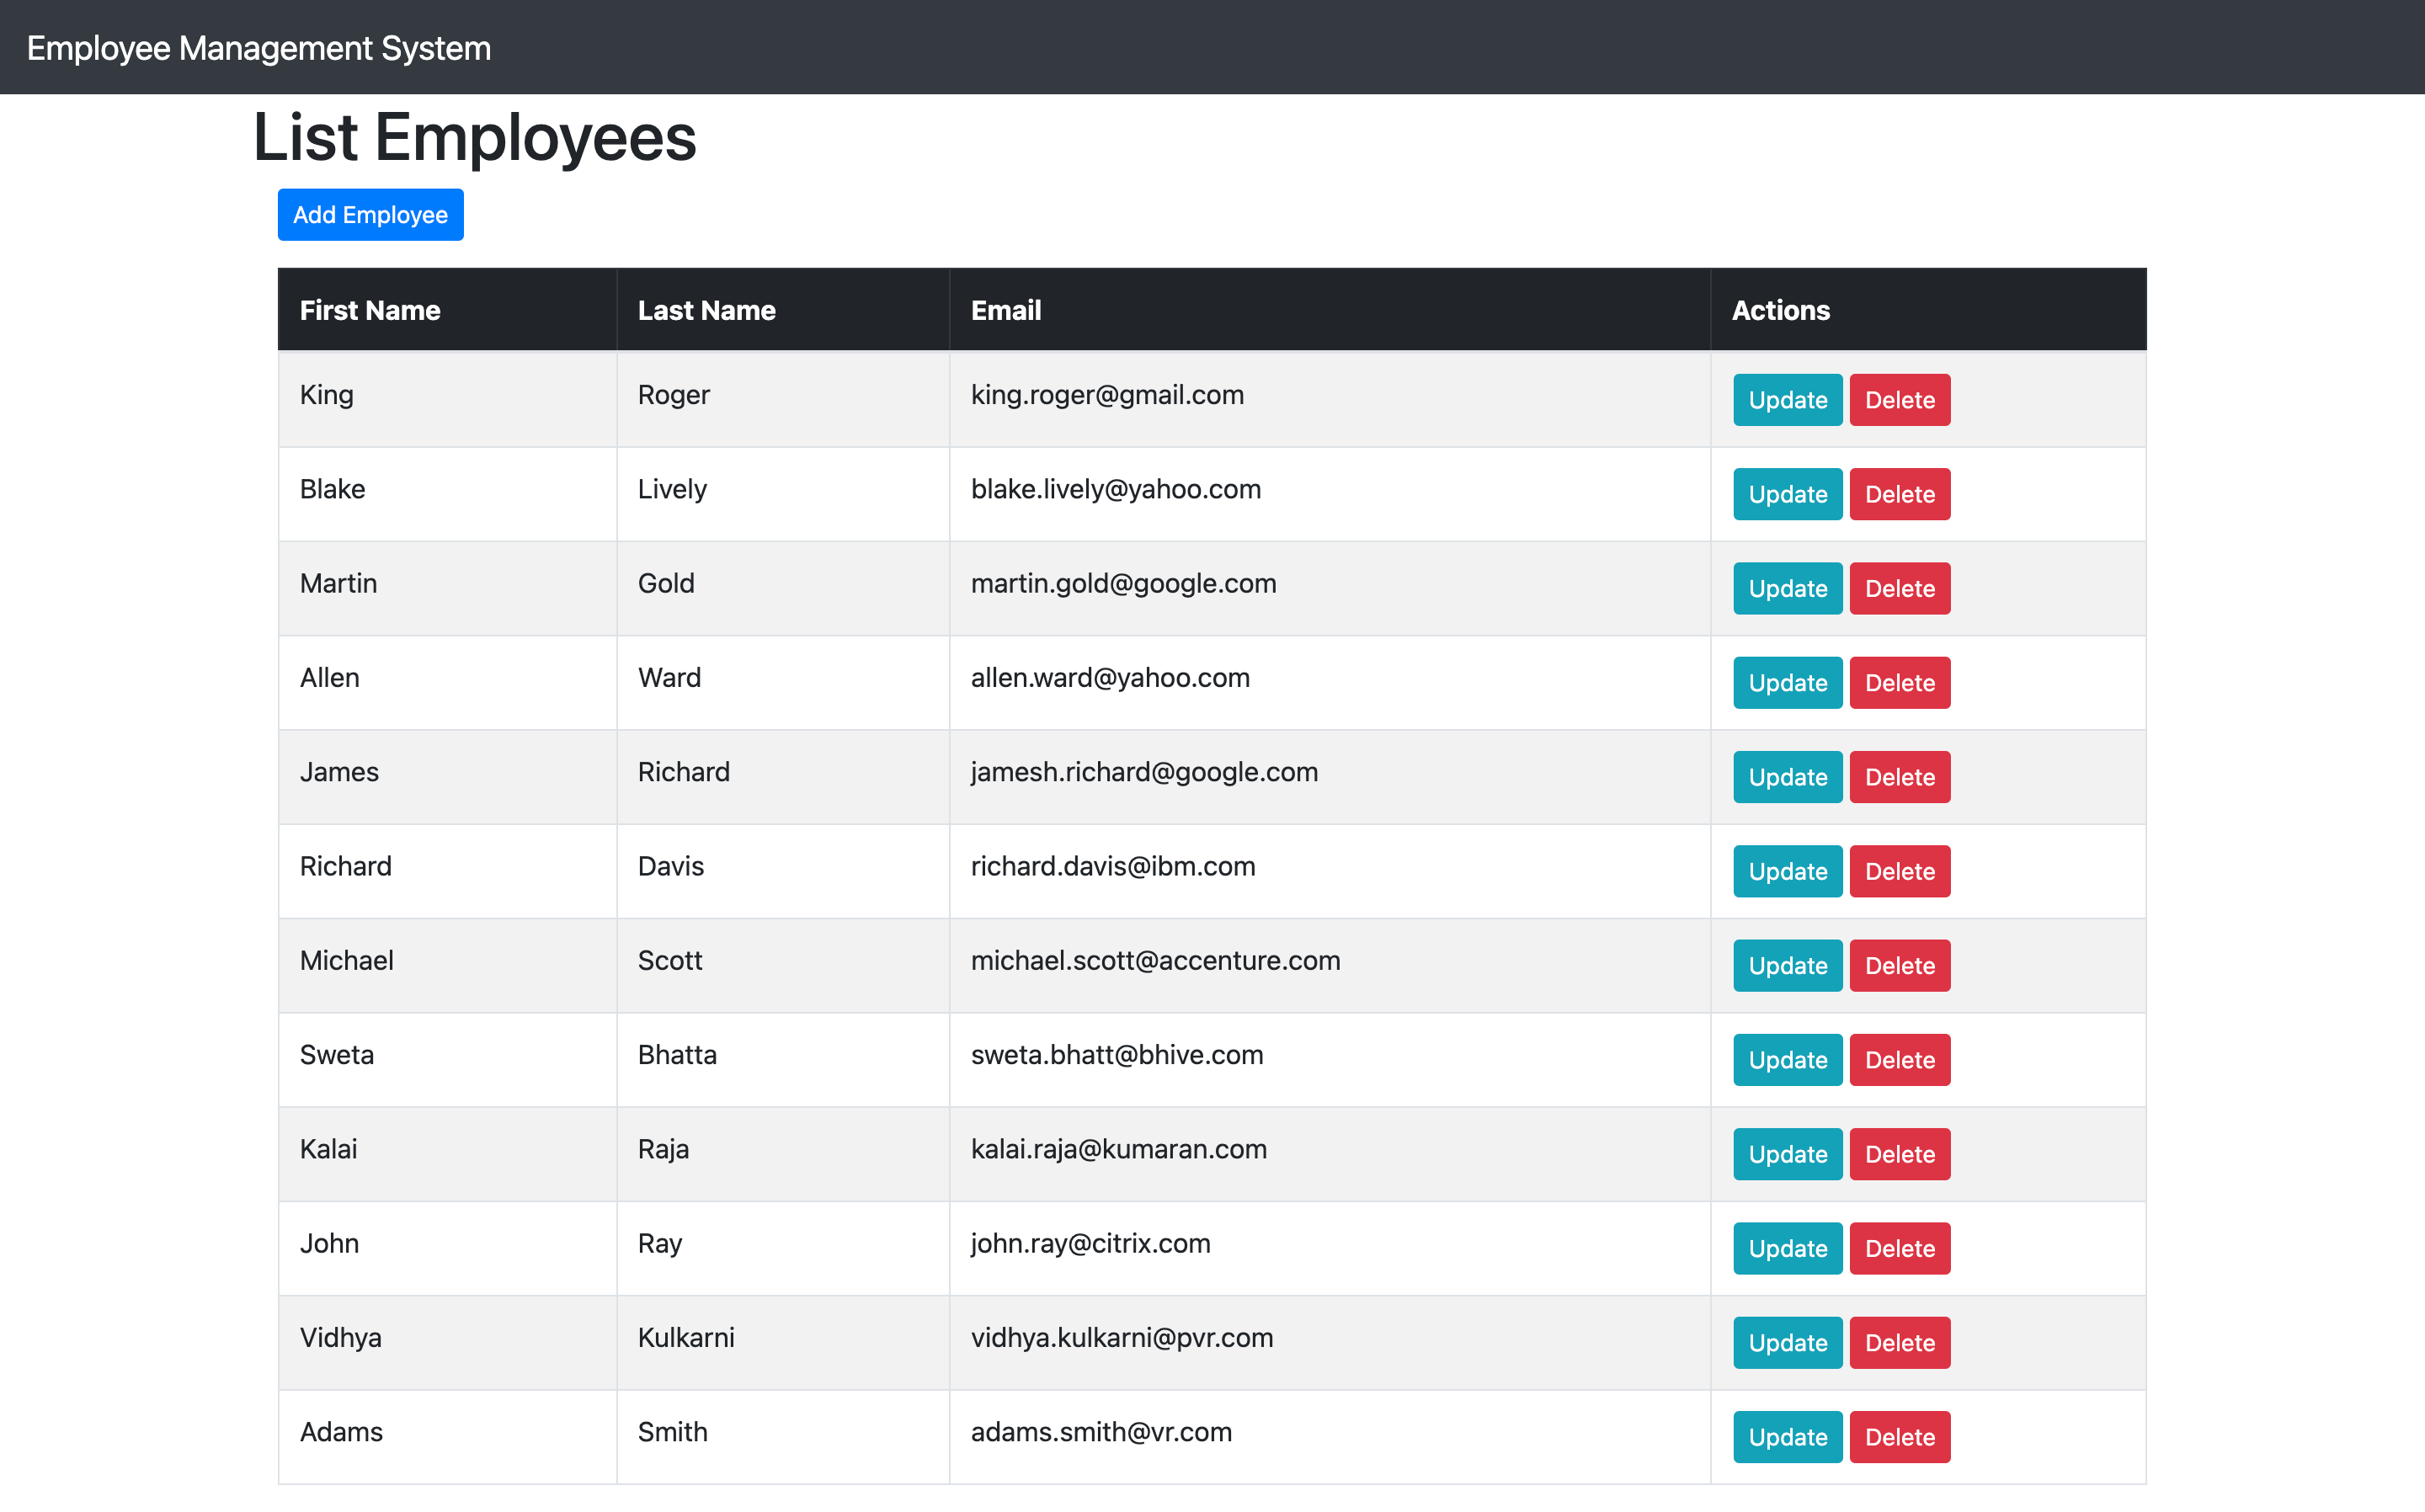 Employee Management System
List Employees
Add Employee
First Name Last Name Email Actions
King Roger king.roger@gmail.com Update Delete
Blake Lively blake.lively@yahoo.com Update Delete
Martin Gold martin.gold@google.com Update Delete
Allen Ward allen.ward@yahoo.com Update Delete
James Richard jamesh.richard@google.com Update Delete
Richard Davis richard.davis@ibm.com Update Delete
Michael Scott michael.scott@accenture.com Update Delete
Sweta Bhatta sweta.bhatt@bhive.com Update Delete
Kalai Raja kalai.raja@kumaran.com Update Delete
John Ray john.ray@citrix.com Update Delete
Vidhya Kulkarni vidhya.kulkarni@pvr.com Update Delete
Adams Smith adams.smith@vr.com Update Delete